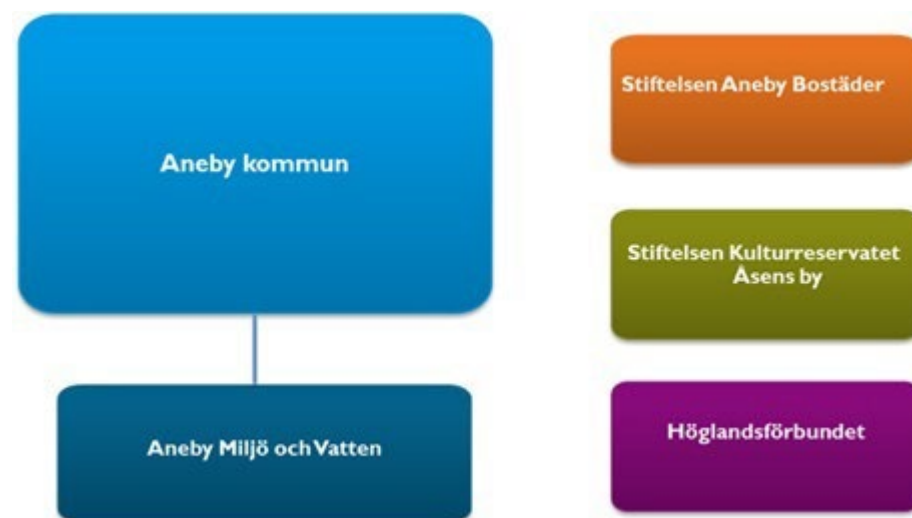 Aneby kommun
Aneby Miljö och Vatten
Stiftelsen Aneby Bostäder
Stiftelsen Kulturreservatet
Åsens by
Höglandsförbundet